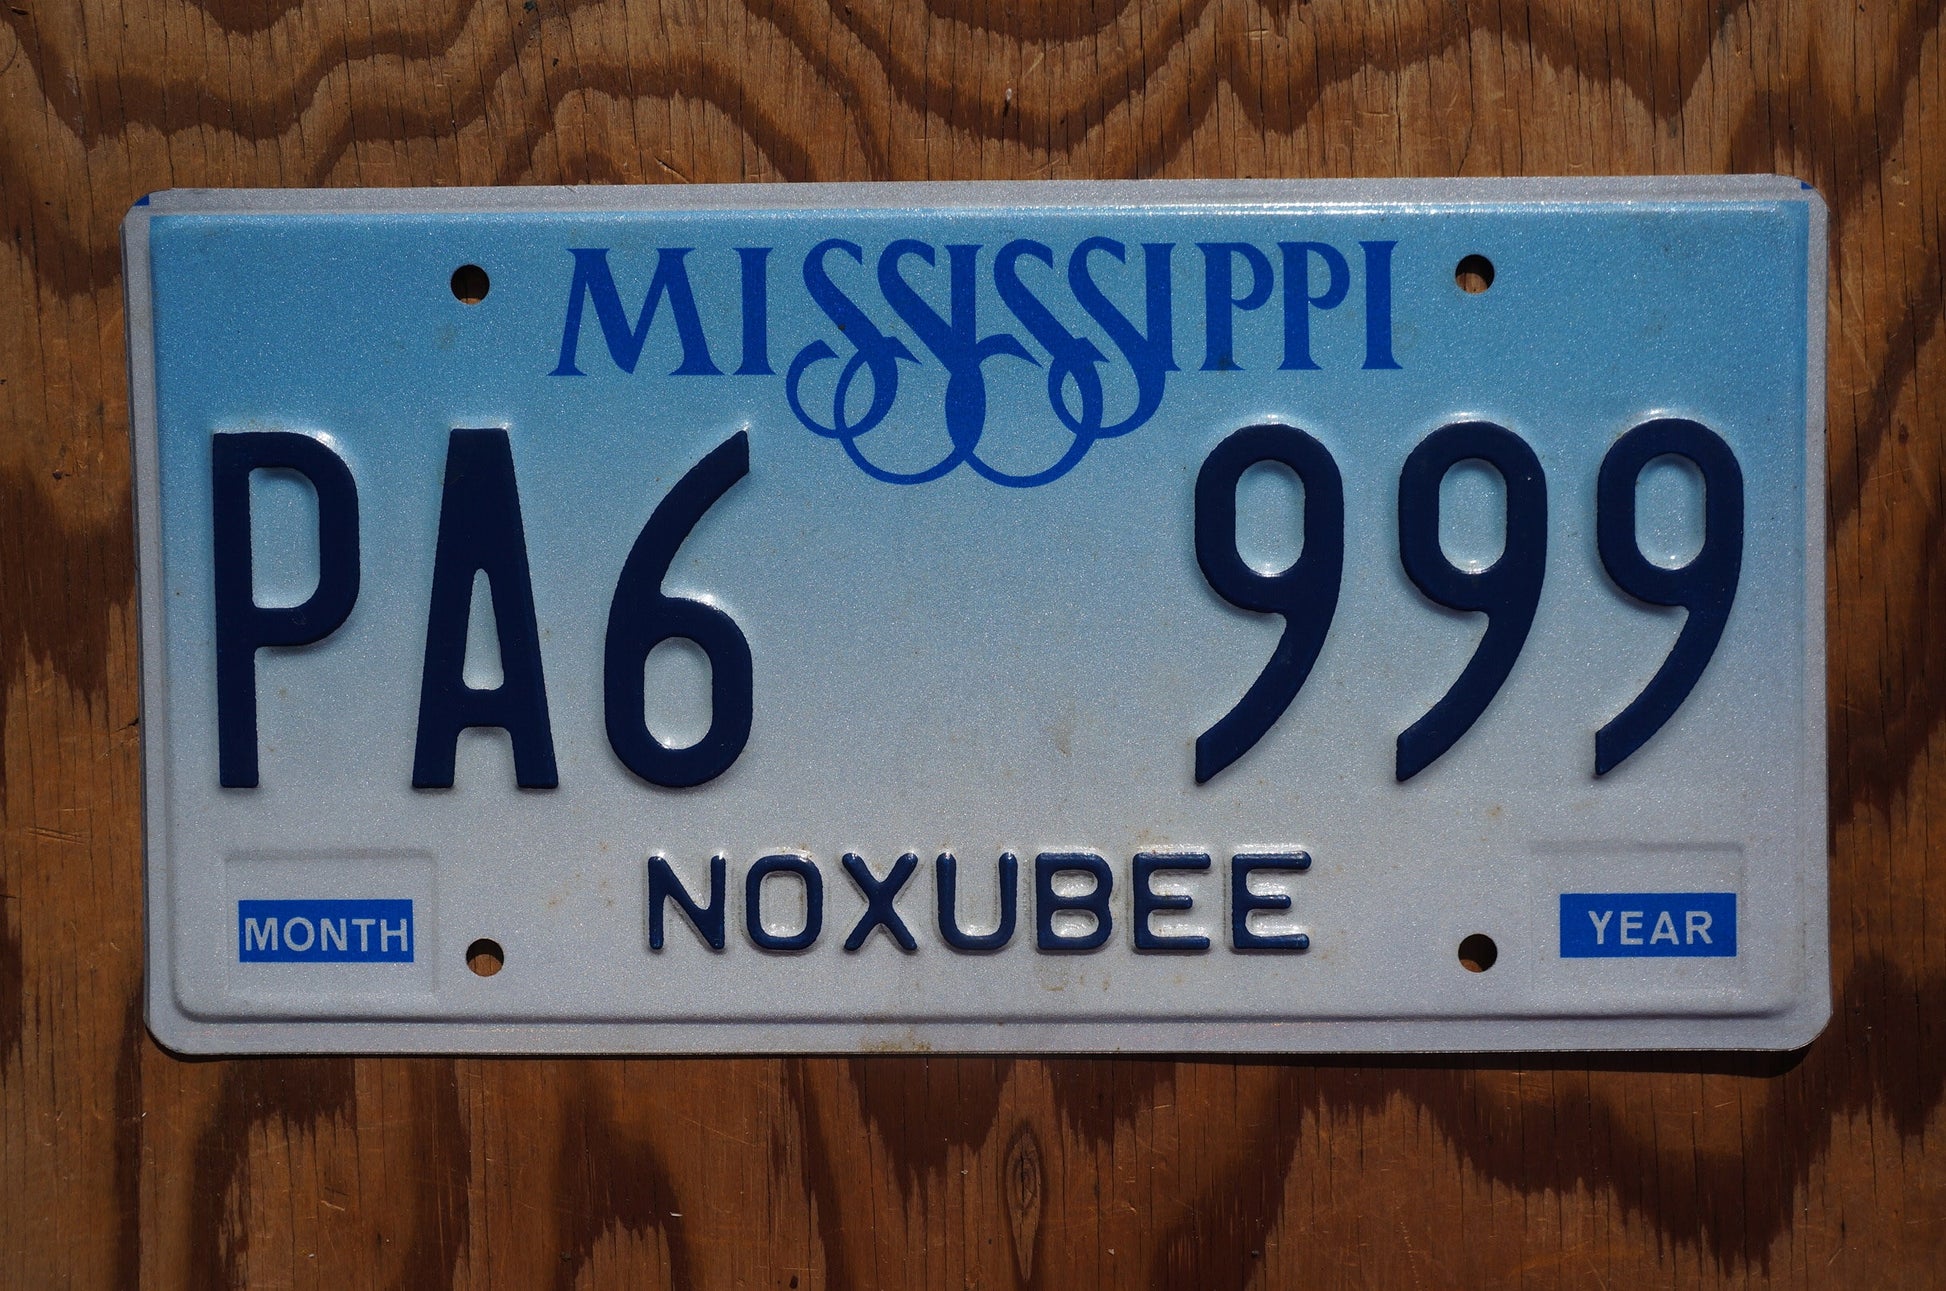 MISSISSIPPI
PA6 999
NOXUBEE
MONTH
YEAR